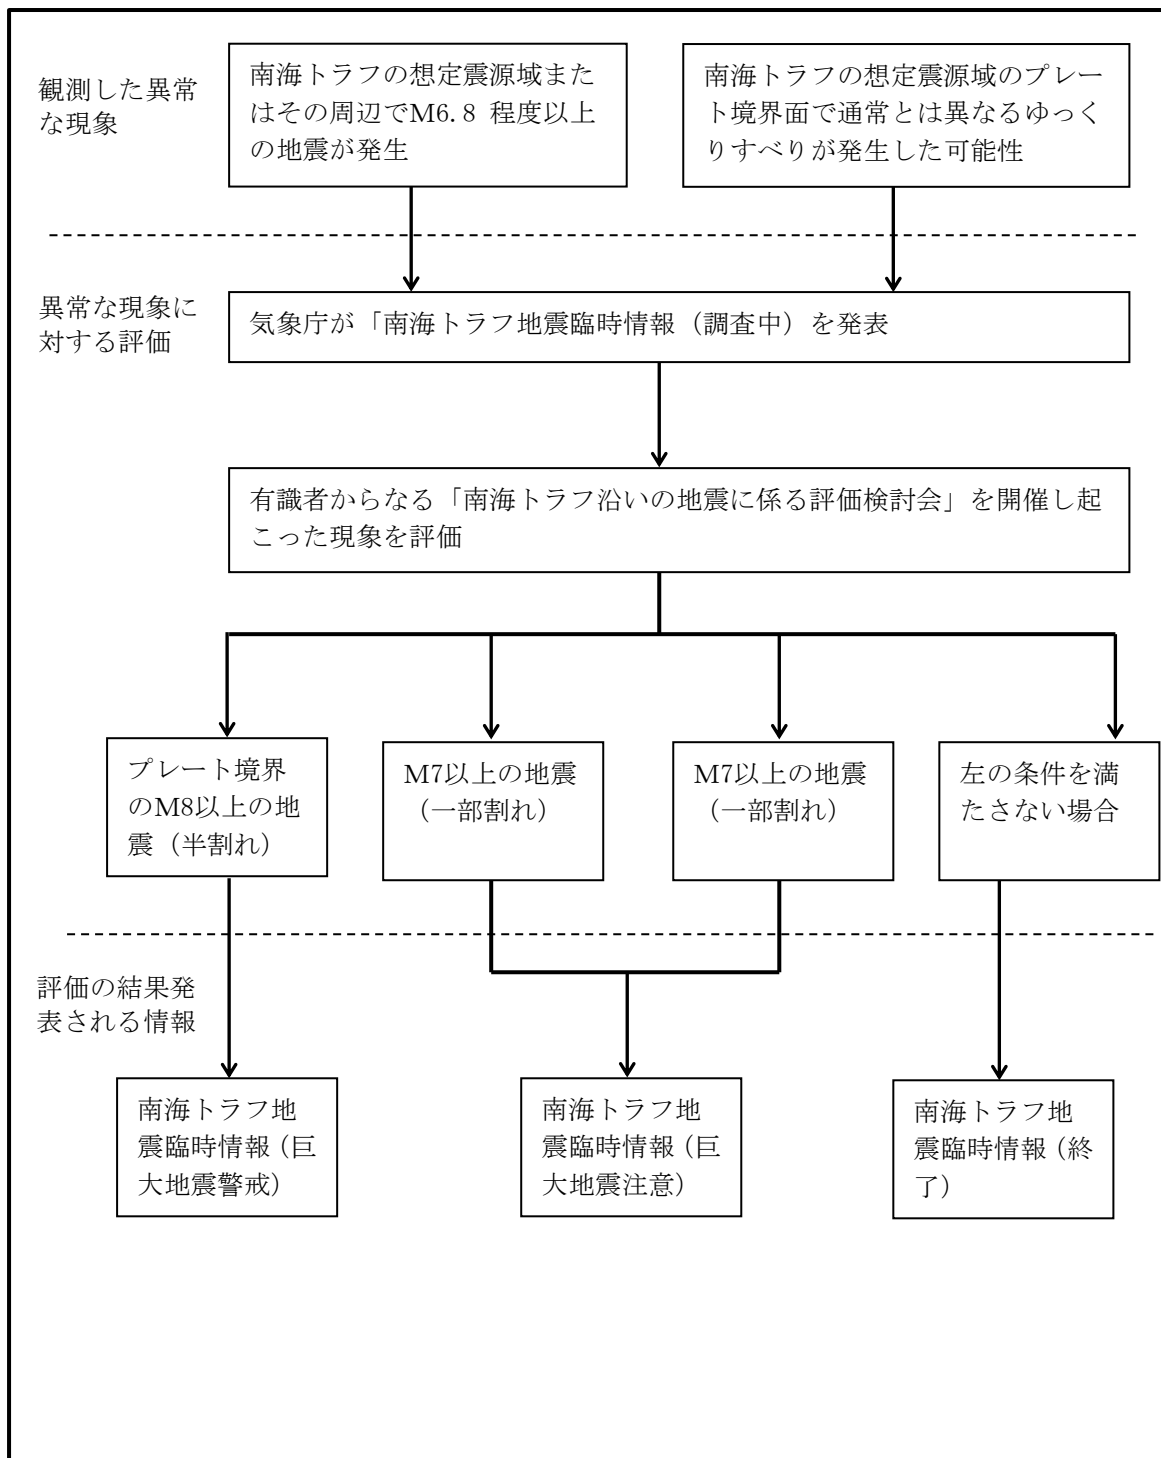 観測した異常
な現象
南海トラフの想定震源域また
はその周辺でM6.8 程度以上
の地震が発生
南海トラフの想定震源域のプレー
ト境界面で通常とは異なるゆっく
りすべりが発生した可能性
異常な現象に
対する評価
気象庁が「南海トラフ地震臨時情報（調査中）を発表
有識者からなる「南海トラフ沿いの地震に係る評価検討会」を開催し起
こった現象を評価
プレート境界
のM8以上の地
震（半割れ）
M7以上の地震
（一部割れ）
M7以上の地震
（一部割れ）
左の条件を満
たさない場合
評価の結果発
表される情報
南海トラフ地
震臨時情報（巨
大地震警戒）
南海トラフ地
震臨時情報（巨
大地震注意）
南海トラフ地
震臨時情報（終
了）